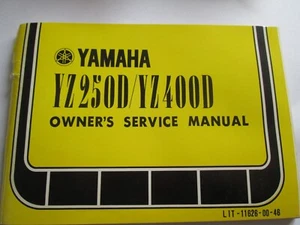 YAMAHA
YZ250D/YZ400D
OWNER'S SERVICE MANUAL
LIT-11626-00-46